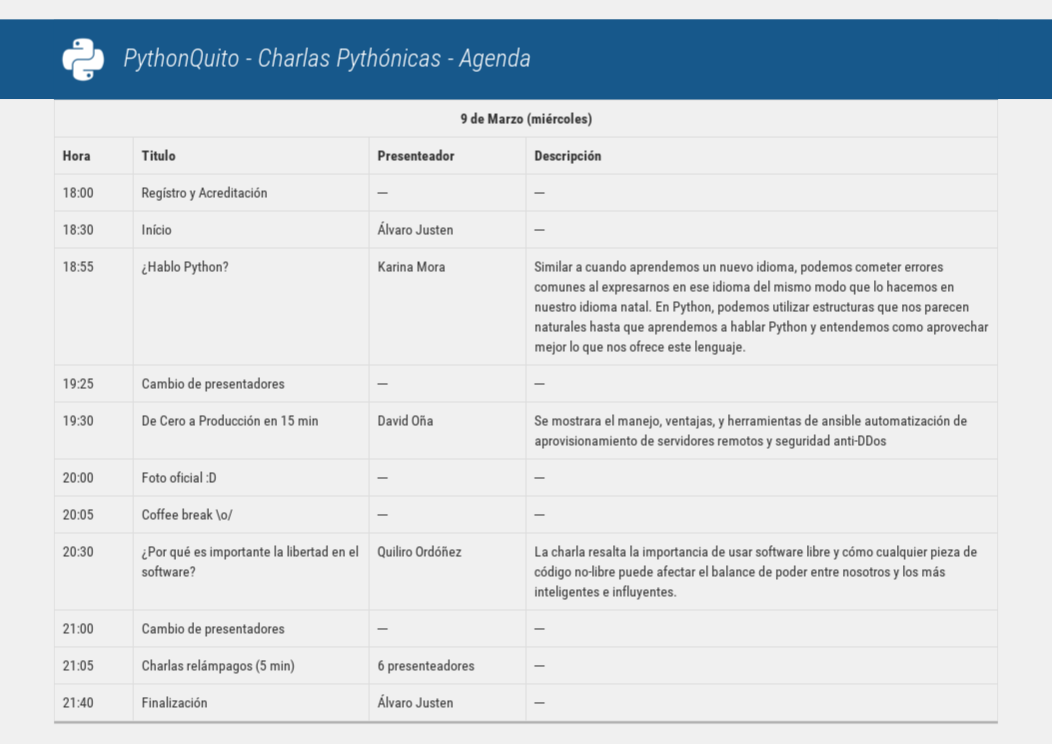 PythonQuito - Charlas Pythónicas - Agenda
9 de Marzo (miércoles)
Hora Titulo Presenteador Descripción
18:00 Regístro y Acreditación — —
18:30 Início Álvaro Justen —
18:55 ¿Hablo Python? Karina Mora Similar a cuando aprendemos un nuevo idioma, podemos cometer errores
comunes al expresarnos en ese idioma del mismo modo que lo hacemos en
nuestro idioma natal. En Python, podemos utilizar estructuras que nos parecen
naturales hasta que aprendemos a hablar Python y entendemos como aprovechar
mejor lo que nos ofrece este lenguaje.
19:25 Cambio de presentadores — —
19:30 De Cero a Producción en 15 min David Oña Se mostrara el manejo, ventajas, y herramientas de ansible automatización de
aprovisionamiento de servidores remotos y seguridad anti-DDos
20:00 Foto oficial :D — —
20:05 Coffee break \o/ — —
20:30 ¿Por qué es importante la libertad en el Quiliro Ordóñez La charla resalta la importancia de usar software libre y cómo cualquier pieza de
software? código no-libre puede afectar el balance de poder entre nosotros y los más
inteligentes e influyentes.
21:00 Cambio de presentadores — —
21:05 Charlas relámpagos (5 min) 6 presenteadores —
21:40 Finalización Álvaro Justen —